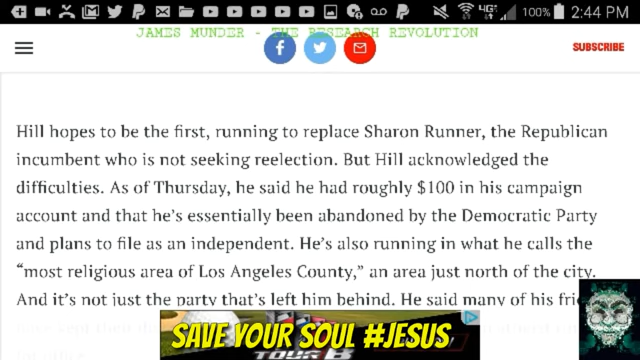 100% 2:44 PM
JAMES MUNDER - THE RESEARCH REVOLUTION
SUBSCRIBE
Hill hopes to be the first, running to replace Sharon Runner, the Republican
incumbent who is not seeking reelection. But Hill acknowledged the
difficulties. As of Thursday, he said he had roughly $100 in his campaign
account and that he's essentially been abandoned by the Democratic Party
and plans to file as an independent. He's also running in what he calls the
“most religious area of Los Angeles County,” an area just north of the city.
And it's not just the party that's left him behind. He said many of his
SAVE YOUR SOUL #JESUS
TOUR B